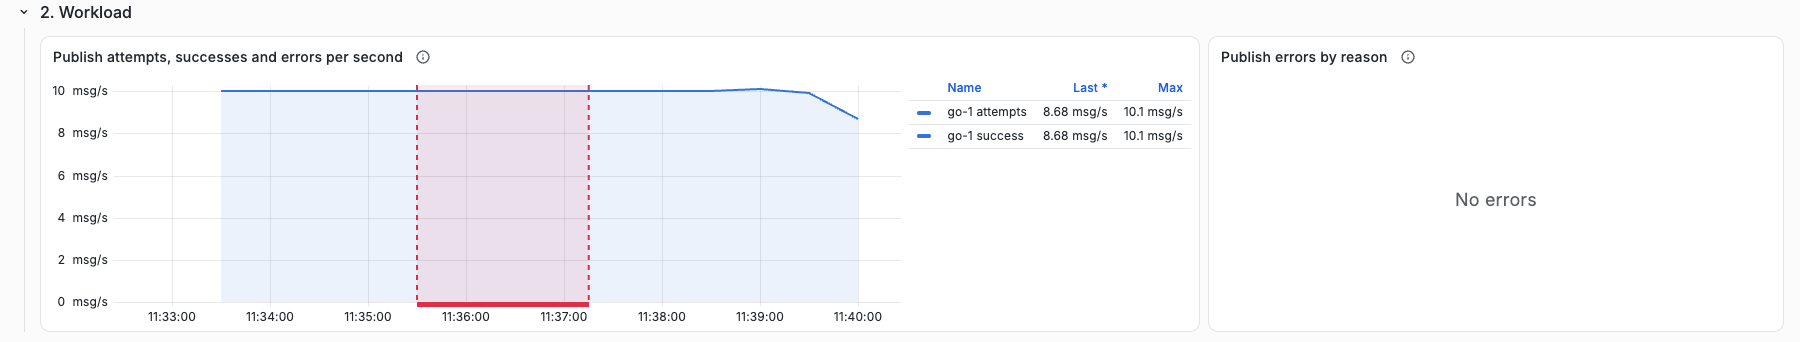 2. Workload
Publish attempts, successes and errors per second
10 msg/s
8 msg/s
6 msg/s
4 msg/s
2 msg/s
0 msg/s
11:33:00 11:34:00 11:35:00 11:36:00 11:37:00 11:38:00 11:39:00 11:40:00
Name Last * Max
go-1 attempts 8.68 msg/s 10.1 msg/s
go-1 success 8.68 msg/s 10.1 msg/s
Publish errors by reason
No errors